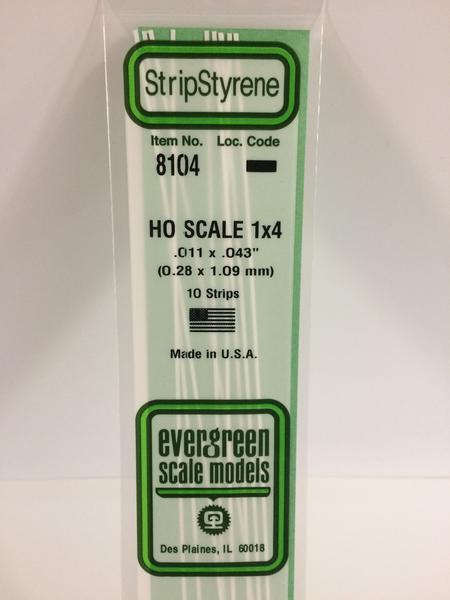 StripStyrene
Item No. Loc. Code
8104
HO SCALE 1x4
.011 x .043"
(0.28 x 1.09 mm)
10 Strips
Made in U.S.A.
evergreen
scale models
Des Plaines, IL 60018